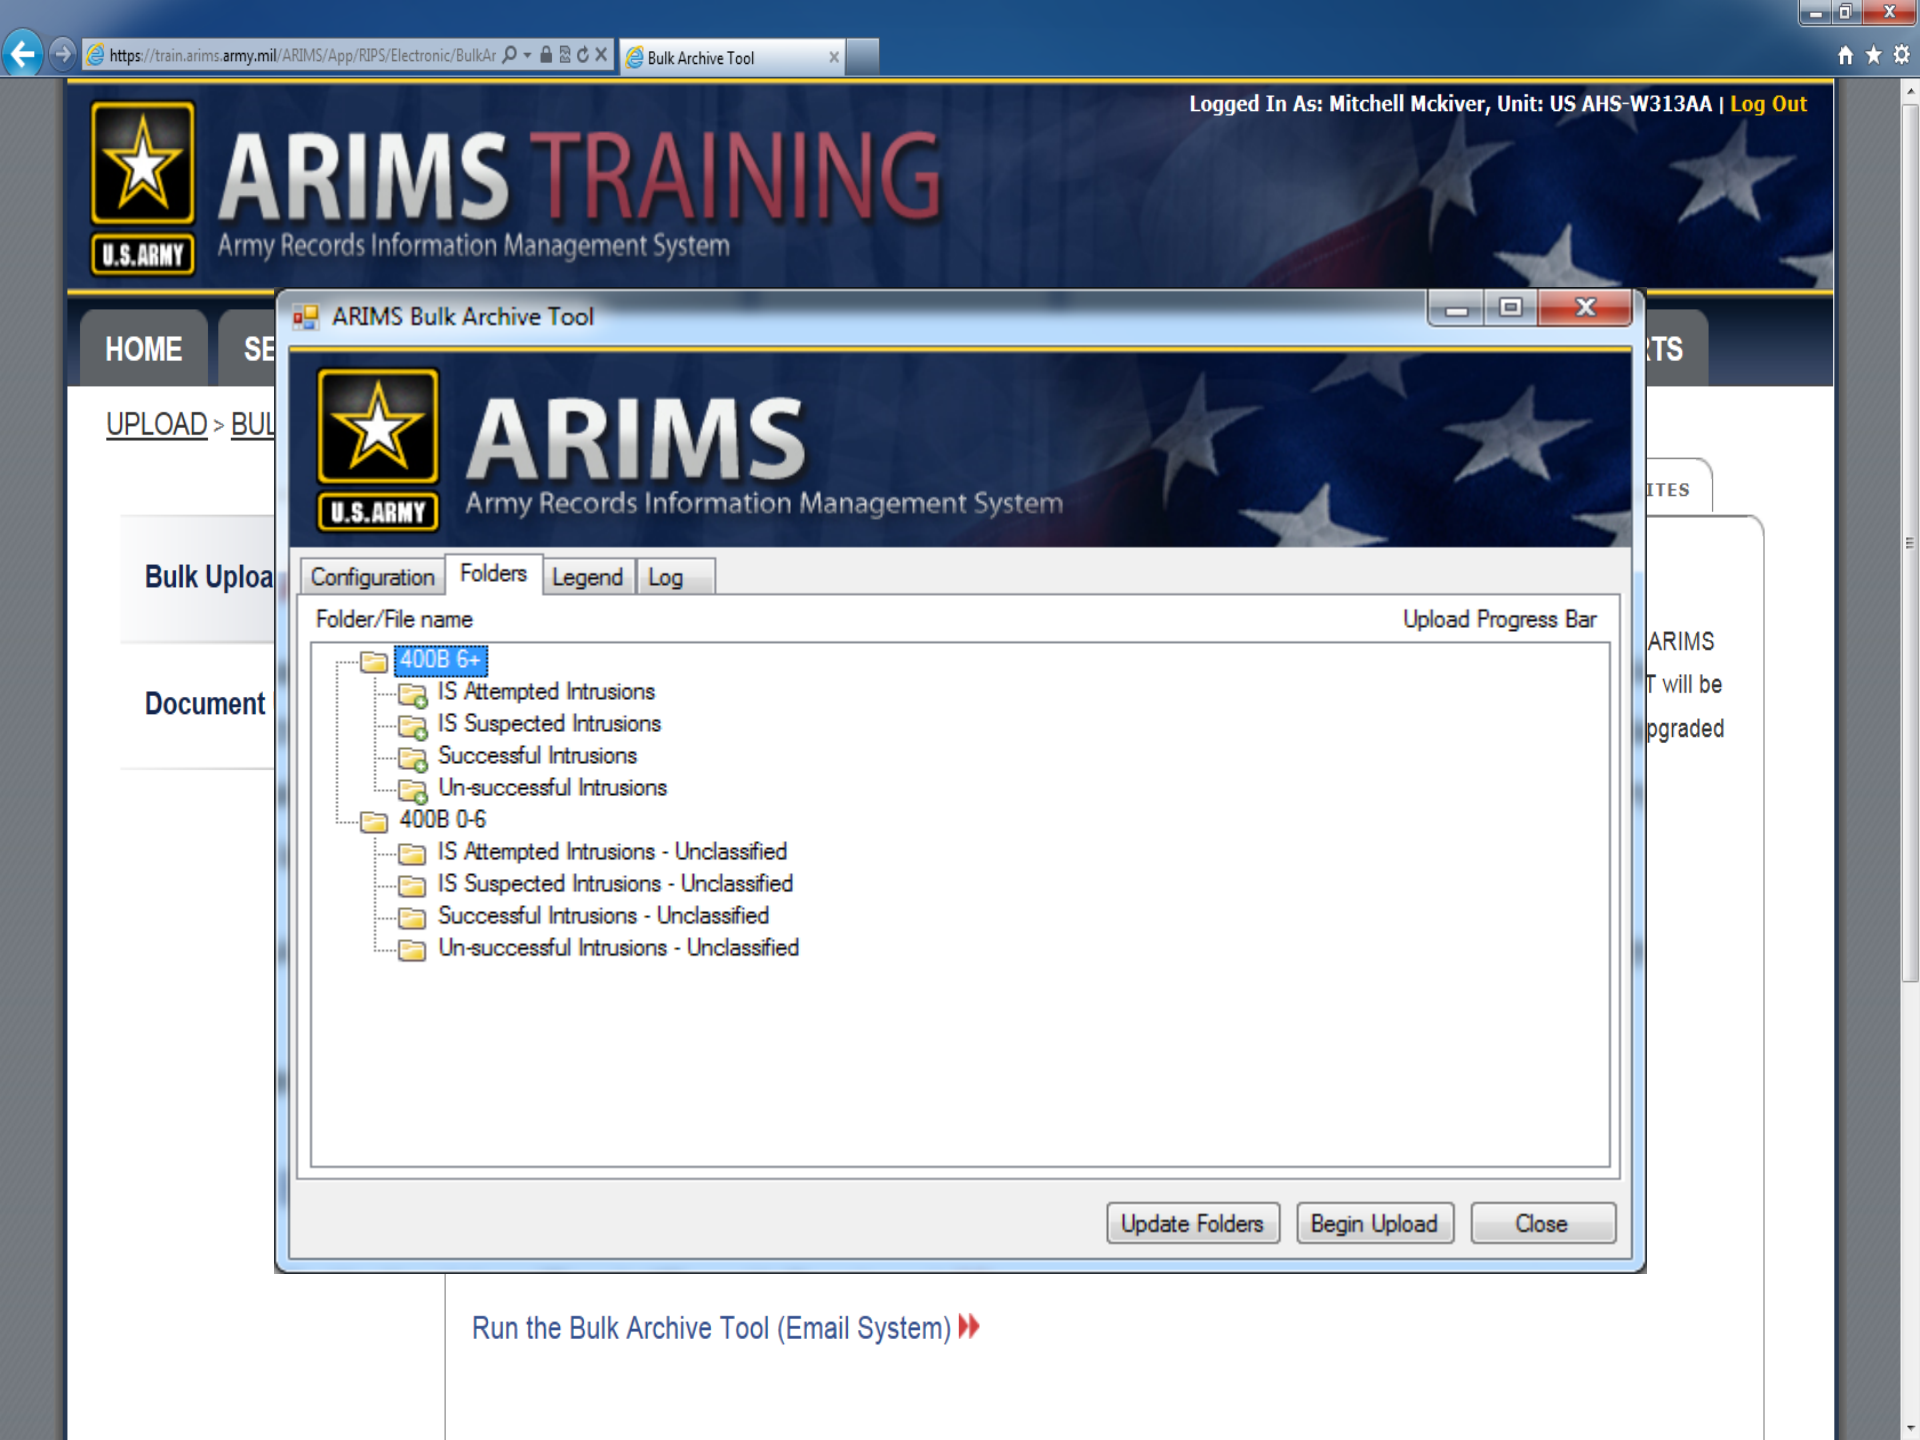 https://train.arims.army.mil/ARIMS/App/RIPS/Electronic/BulkAr
Bulk Archive Tool
Logged In As: Mitchell Mckiver, Unit: US AHS-W313AA | Log Out
ARIMS TRAINING
Army Records Information Management System
U.S.ARMY
ARIMS Bulk Archive Tool
HOME
SE
RTS
ARIMS
Army Records Information Management System
U.S.ARMY
UPLOAD > BUL
ITES
Bulk Uploa
Document
ARIMS
T will be
pgraded
Configuration Folders Legend Log
Folder/File name Upload Progress Bar
400B 6+
IS Attempted Intrusions
IS Suspected Intrusions
Successful Intrusions
Un-successful Intrusions
400B 0-6
IS Attempted Intrusions - Unclassified
IS Suspected Intrusions - Unclassified
Successful Intrusions - Unclassified
Un-successful Intrusions - Unclassified
Update Folders Begin Upload Close
Run the Bulk Archive Tool (Email System)